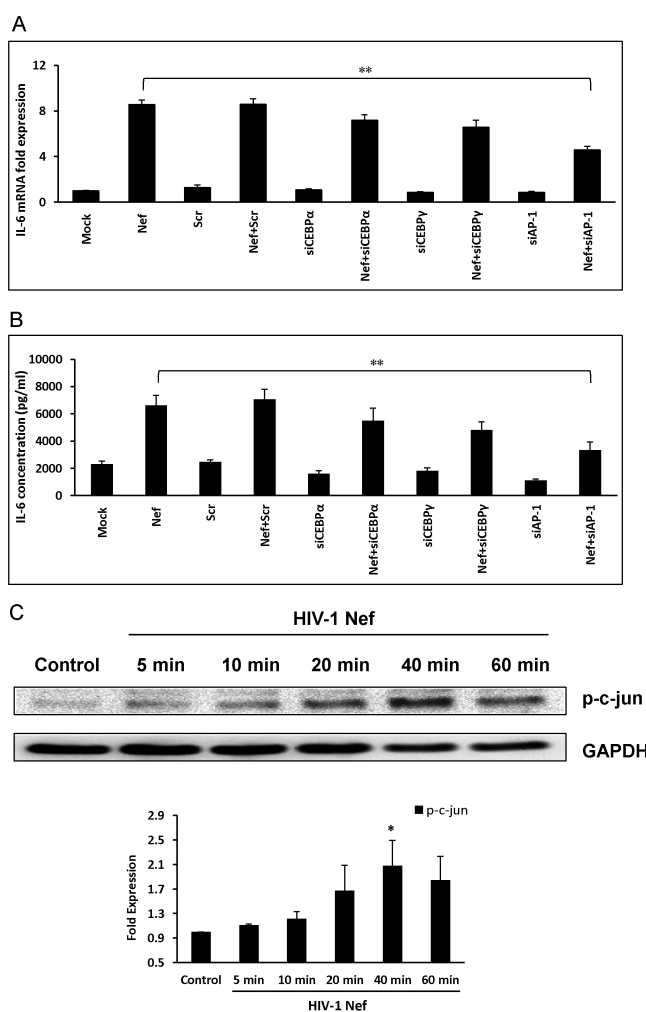 A
**
12
8
4
0
IL-6 mRNA fold expression
Mock
Nef
Scr
Nef+Scr
siCEBPα
Nef+siCEBPα
siCEBPγ
Nef+siCEBPγ
siAP-1
Nef+siAP-1
B
**
10000
8000
6000
4000
2000
0
IL-6 concentration (pg/ml)
Mock
Nef
Scr
Nef+Scr
siCEBPα
Nef+siCEBPα
siCEBPγ
Nef+siCEBPγ
siAP-1
Nef+siAP-1
C
HIV-1 Nef
Control 5 min 10 min 20 min 40 min 60 min
p-c-jun
GAPDH
p-c-jun
*
2.9
2.5
2.1
1.7
1.3
0.9
0.5
Fold Expression
Control 5 min 10 min 20 min 40 min 60 min
HIV-1 Nef